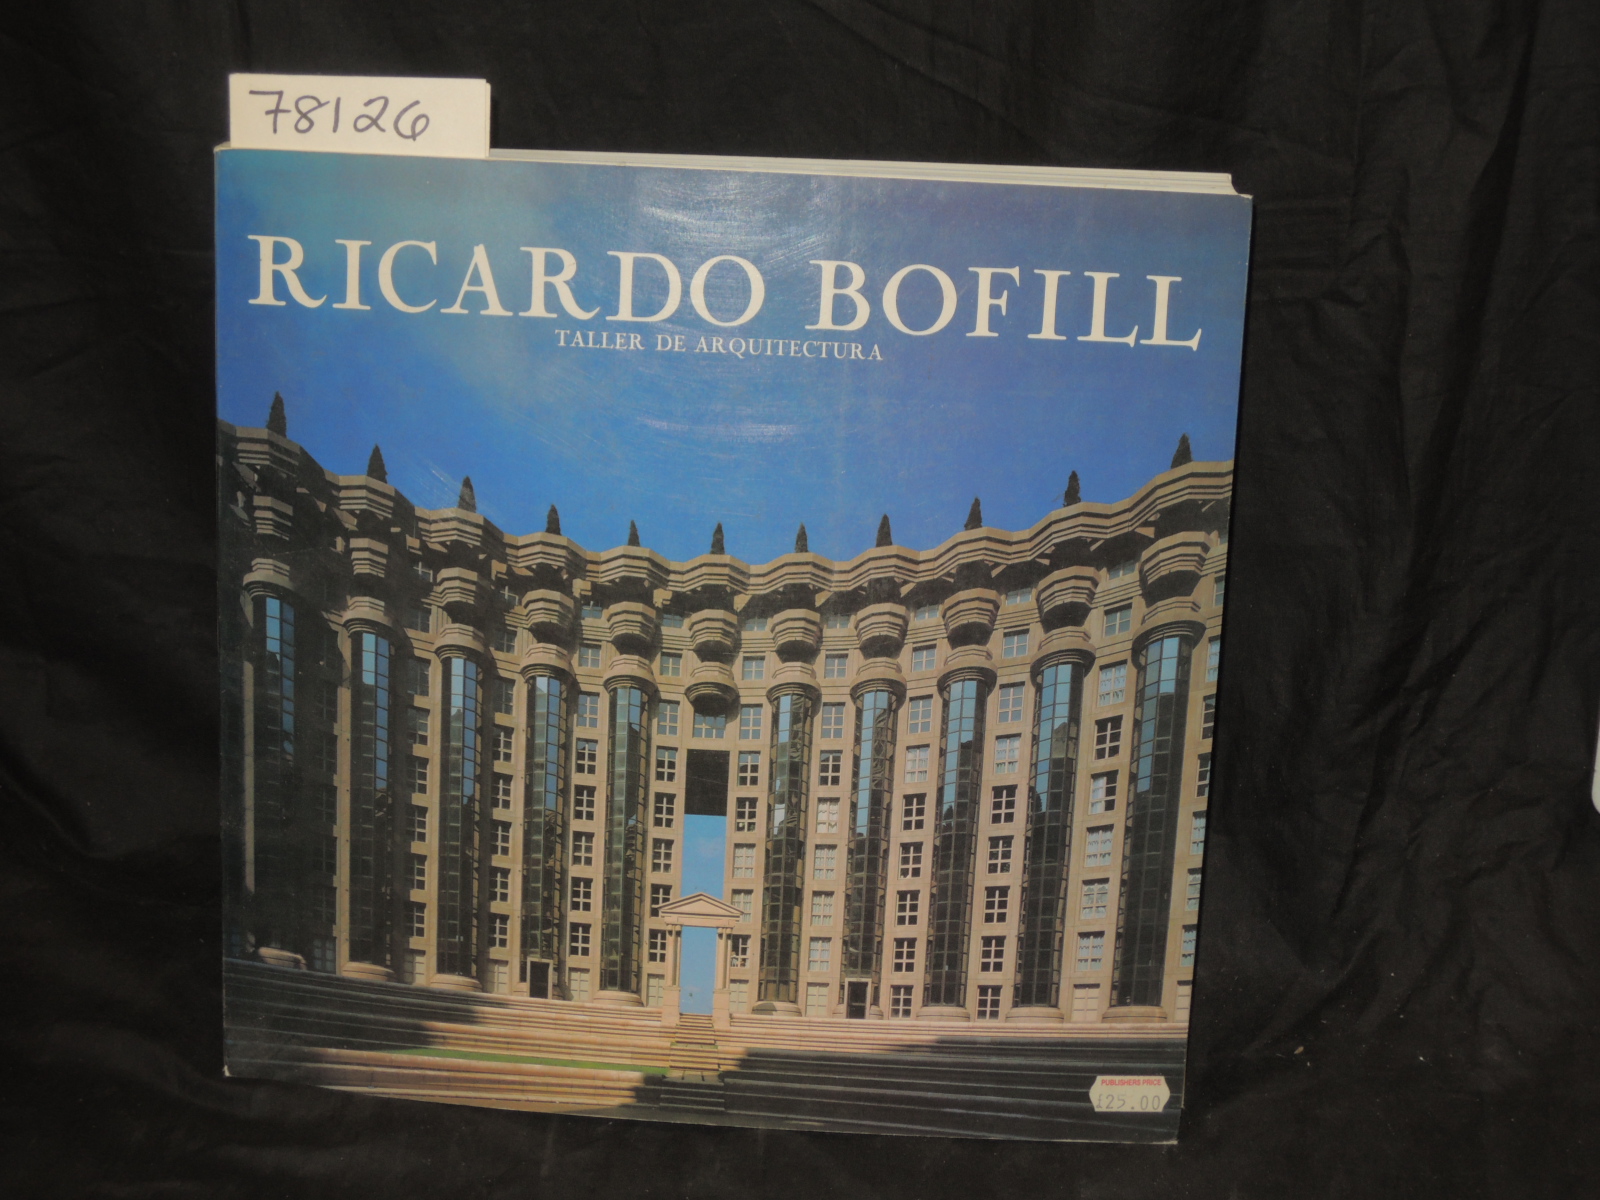 78126
RICARDO BOFILL
TALLER DE ARQUITECTURA
PUBLISHERS PRICE
£25.00